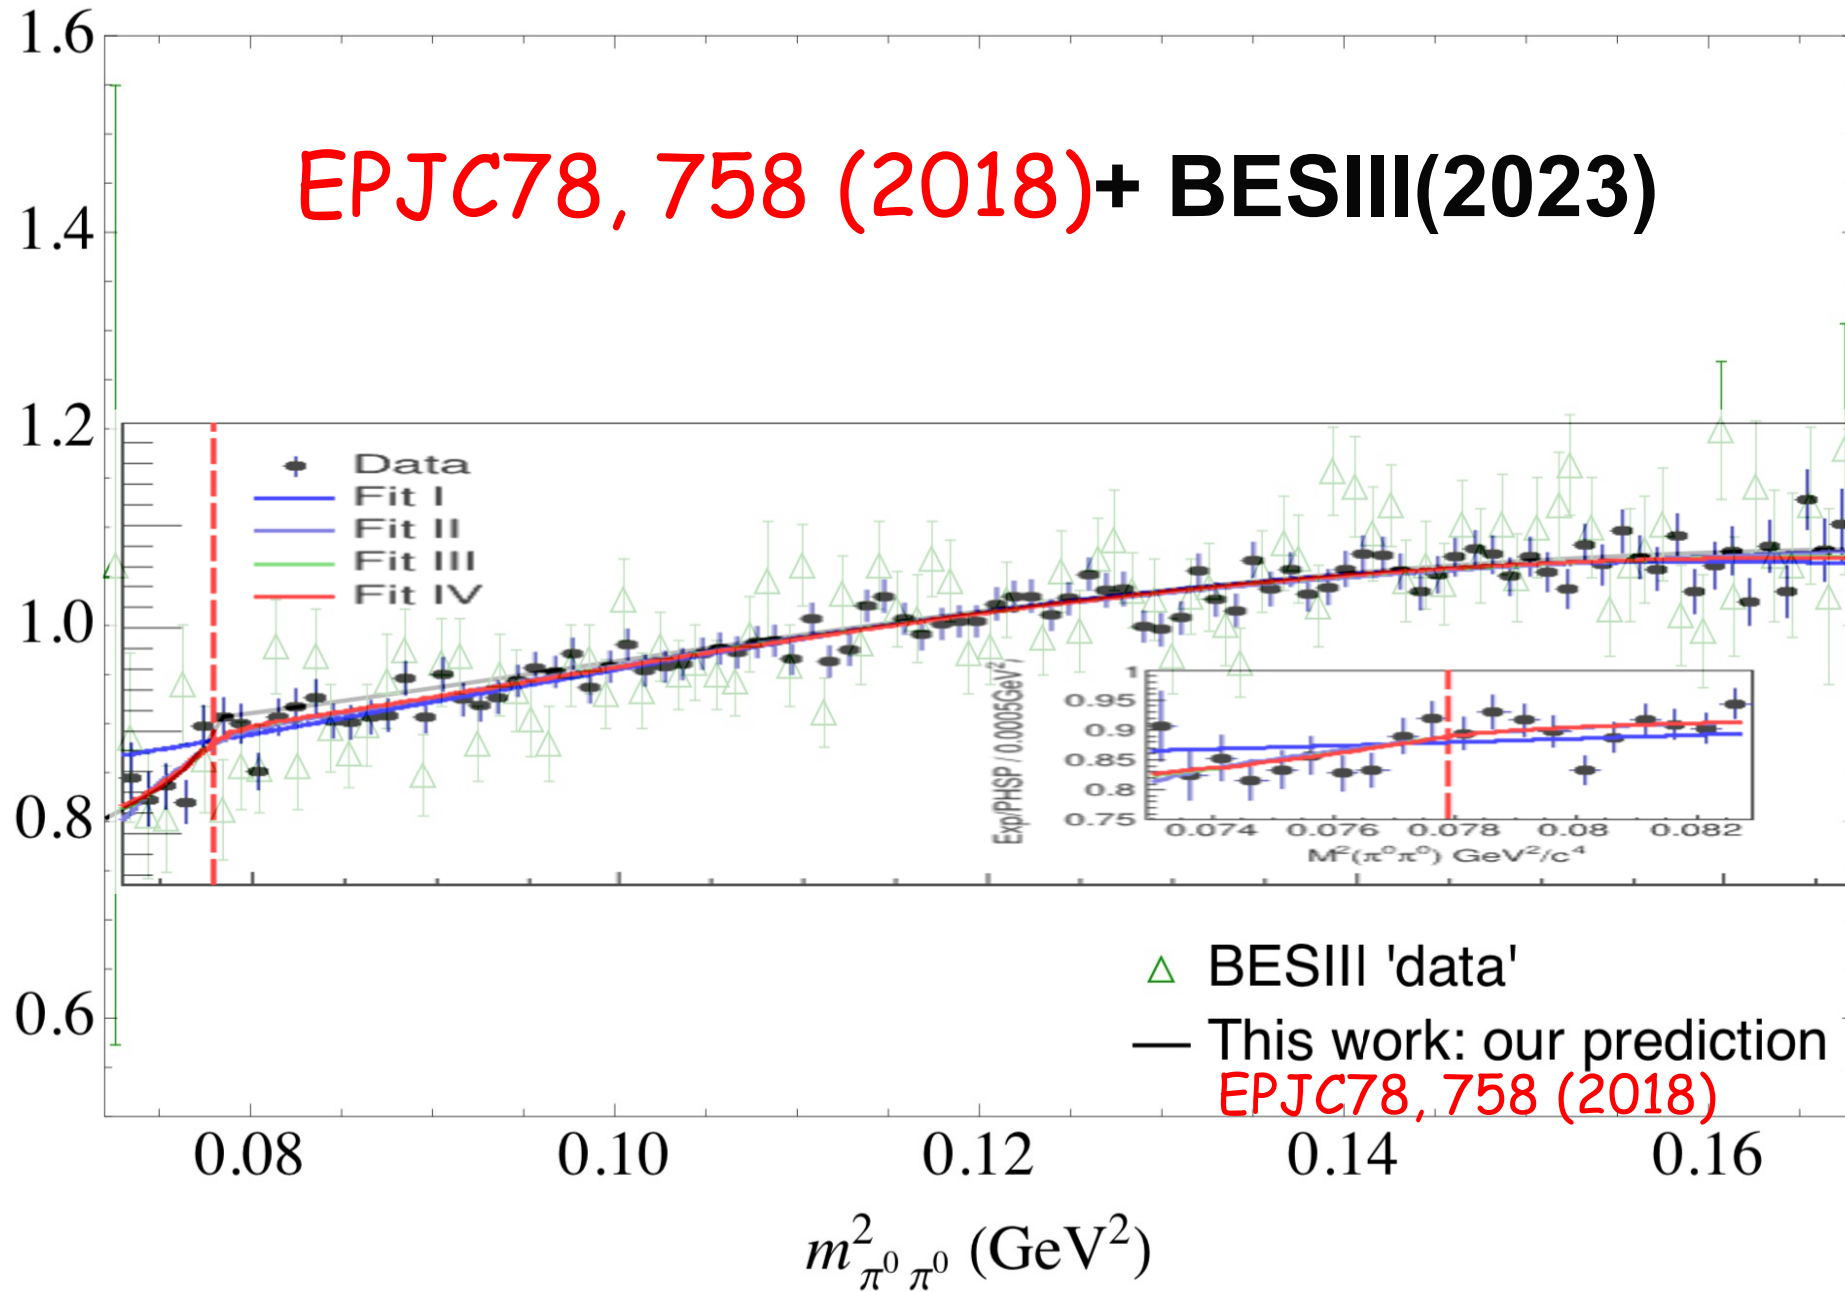 1.6
EPJC78, 758 (2018)+ BESIII(2023)
1.4
1.2
Data
Fit I
Fit II
Fit III
Fit IV
1.0
Exp/PHSP / 0.0005GeV²/
1
0.95
0.9
0.85
0.8
0.75
0.074 0.076 0.078 0.08 0.082
M²(π⁰π⁰) GeV²/c⁴
0.8
BESIII 'data'
0.6
This work: our prediction
EPJC78, 758 (2018)
0.08 0.10 0.12 0.14 0.16
m²π⁰ π⁰ (GeV²)